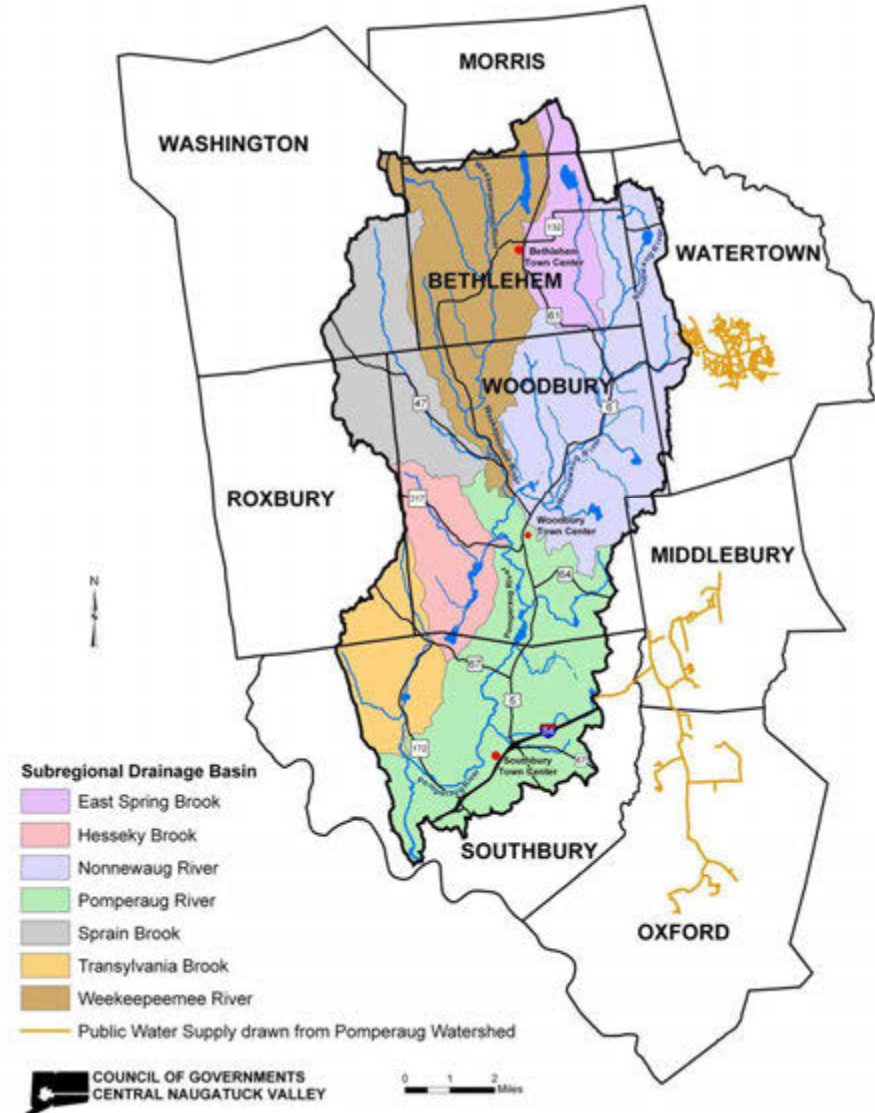 MORRIS
WASHINGTON
WATERTOWN
132
Bethlehem
Town Center
BETHLEHEM
61
WOODBURY
47
6
ROXBURY
317
Woodbury
Town Center
MIDDLEBURY
N
64
Pomperaug River
67
6
172
Southbury
Town Center
SOUTHBURY
OXFORD
Subregional Drainage Basin
East Spring Brook
Hesseky Brook
Nonnewaug River
Pomperaug River
Sprain Brook
Transylvania Brook
Weekeepeemee River
Public Water Supply drawn from Pomperaug Watershed
COUNCIL OF GOVERNMENTS
CENTRAL NAUGATUCK VALLEY
0 1 2
Miles